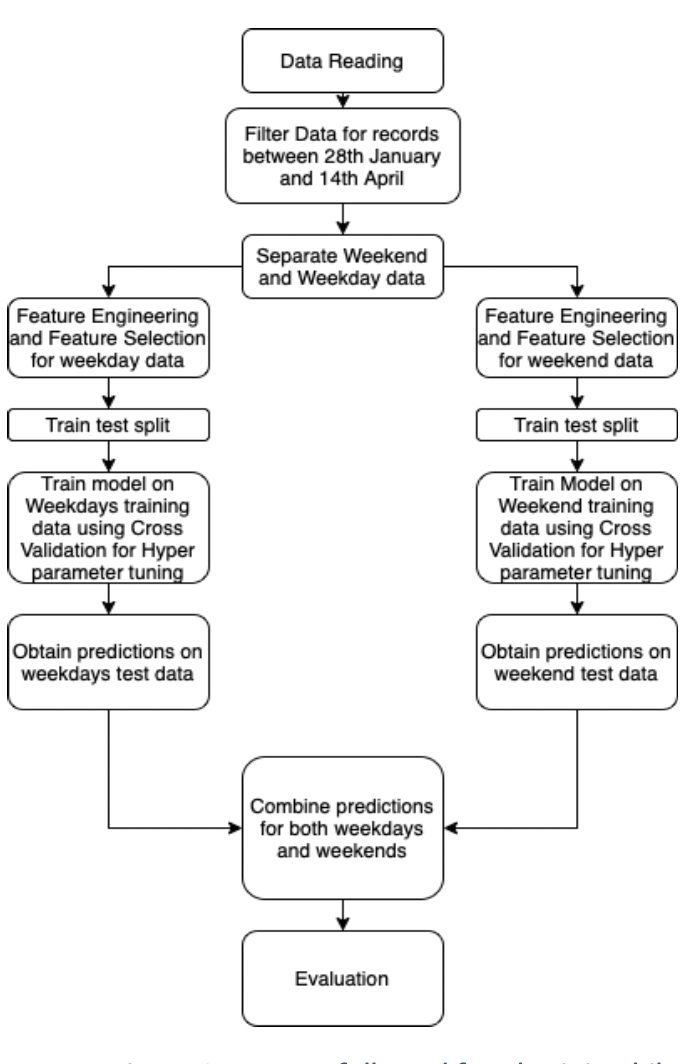 Data Reading
Filter Data for records
between 28th January
and 14th April
Separate Weekend
and Weekday data
Feature Engineering
and Feature Selection
for weekday data
Train test split
Train model on
Weekdays training
data using Cross
Validation for Hyper
parameter tuning
Obtain predictions on
weekdays test data
Feature Engineering
and Feature Selection
for weekend data
Train test split
Train Model on
Weekend training
data using Cross
Validation for Hyper
parameter tuning
Obtain predictions on
weekend test data
Combine predictions
for both weekdays
and weekends
Evaluation